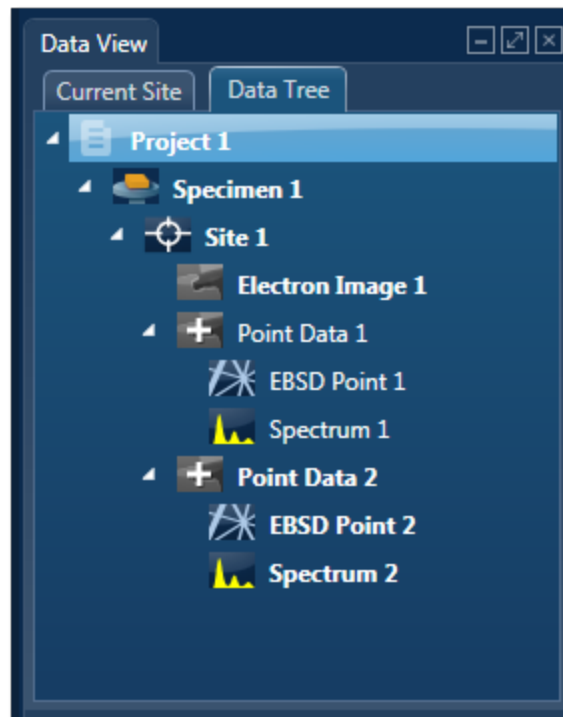 Data View
Current Site Data Tree
Project 1
Specimen 1
Site 1
Electron Image 1
Point Data 1
EBSD Point 1
Spectrum 1
Point Data 2
EBSD Point 2
Spectrum 2